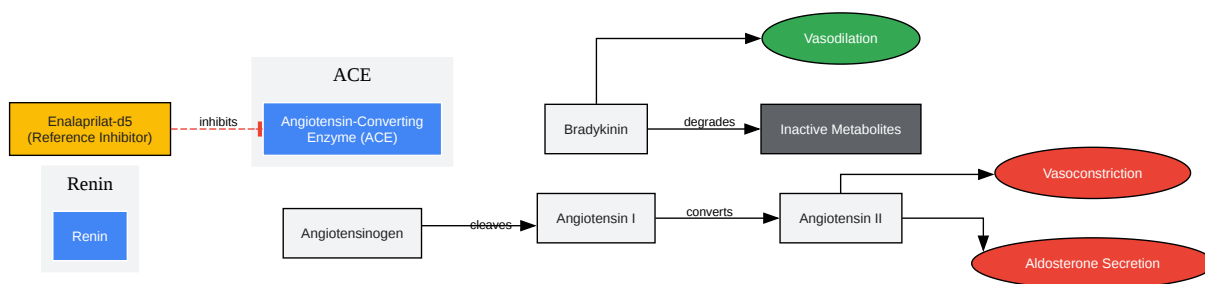 Vasodilation
ACE
Enalaprilat-d5
(Reference Inhibitor)
inhibits
Angiotensin-Converting
Enzyme (ACE)
Bradykinin
degrades
Inactive Metabolites
Renin
Renin
Vasoconstriction
Angiotensinogen
cleaves
Angiotensin I
converts
Angiotensin II
Aldosterone Secretion